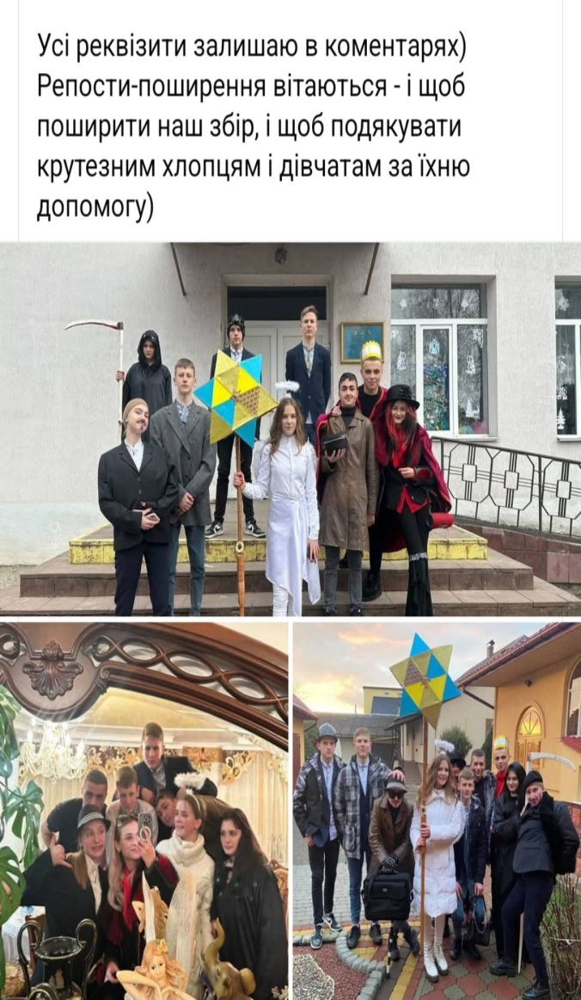 Усі реквізити залишаю в коментарях)
Репости-поширення вітаються - і щоб
поширити наш збір, і щоб подякувати
крутезним хлопцям і дівчатам за їхню
допомогу)